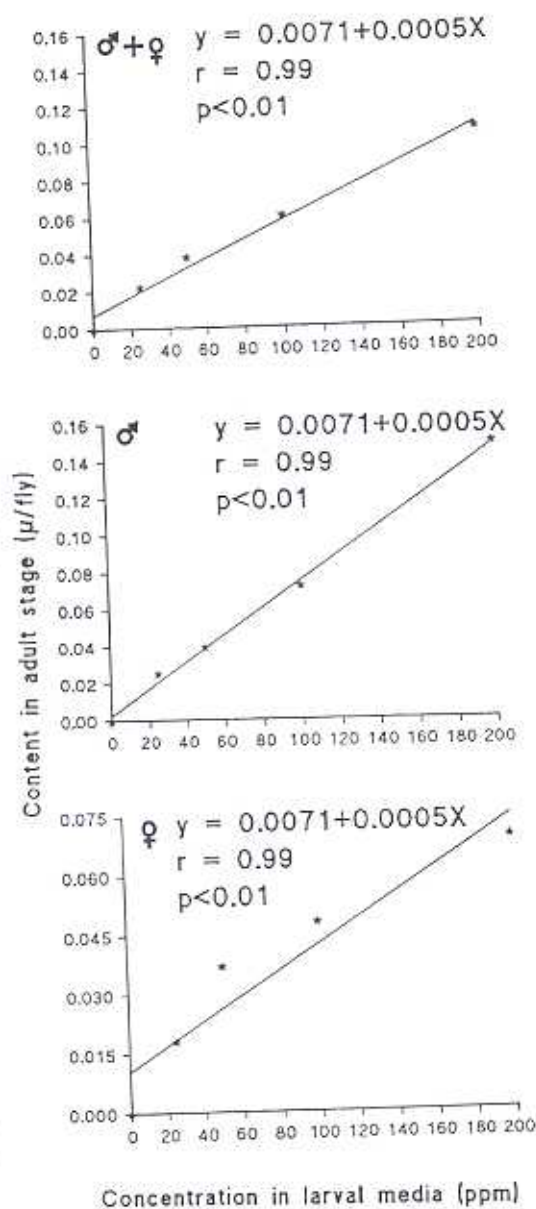 0.16
0.14
0.12
0.10
0.08
0.06
0.04
0.02
0.00
♂+♀ y = 0.0071+0.0005X
r = 0.99
p<0.01
0 20 40 60 80 100 120 140 160 180 200
0.16
0.14
0.12
0.10
0.08
0.06
0.04
0.02
0.00
♂ y = 0.0071+0.0005X
r = 0.99
p<0.01
0 20 40 60 80 100 120 140 160 180 200
Content in adult stage (μ/fly)
0.075
0.060
0.045
0.030
0.015
0.000
♀ y = 0.0071+0.0005X
r = 0.99
p<0.01
0 20 40 60 80 100 120 140 160 180 200
Concentration in larval media (ppm)